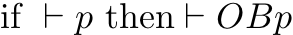 if ⊢ p then ⊢ OBp